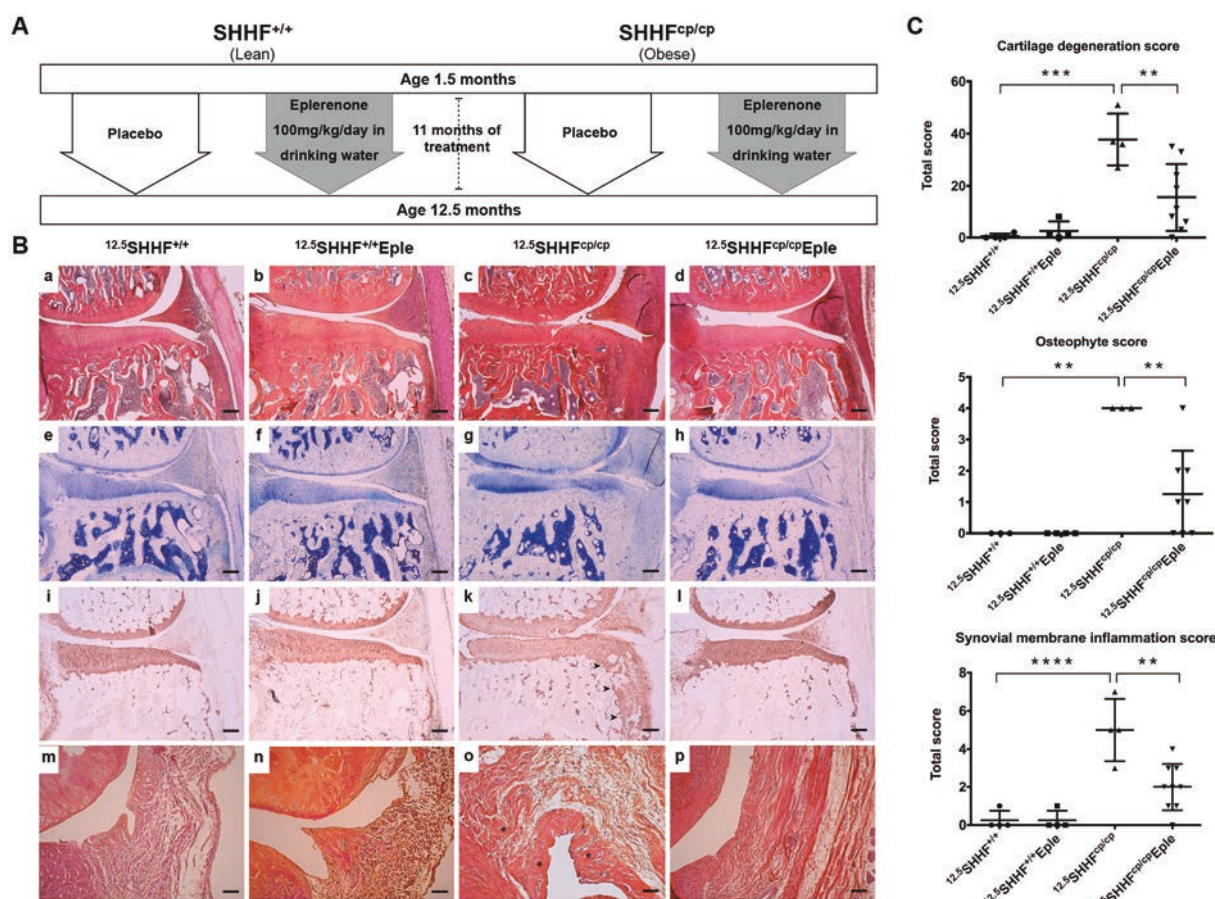 A
SHHF+/+
(Lean)
SHHFcp/cp
(Obese)
Age 1.5 months
Placebo
Eplerenone
100mg/kg/day in
drinking water
11 months of
treatment
Placebo
Eplerenone
100mg/kg/day in
drinking water
Age 12.5 months
B
12.5SHHF+/+
12.5SHHF+/+Eple
12.5SHHFcp/cp
12.5SHHFcp/cpEple
a
b
c
d
e
f
g
h
i
j
k
l
m
n
o
p
*
*
*
C
Cartilage degeneration score
***
**
Total score
60
40
20
0
12.5SHHF+/+
12.5SHHF+/+Eple
12.5SHHFcp/cp
12.5SHHFcp/cpEple
Osteophyte score
**
**
Total score
5
4
3
2
1
0
12.5SHHF+/+
12.5SHHF+/+Eple
12.5SHHFcp/cp
12.5SHHFcp/cpEple
Synovial membrane inflammation score
****
**
Total score
8
6
4
2
0
12.5SHHF+/+
12.5SHHF+/+Eple
12.5SHHFcp/cp
12.5SHHFcp/cpEple